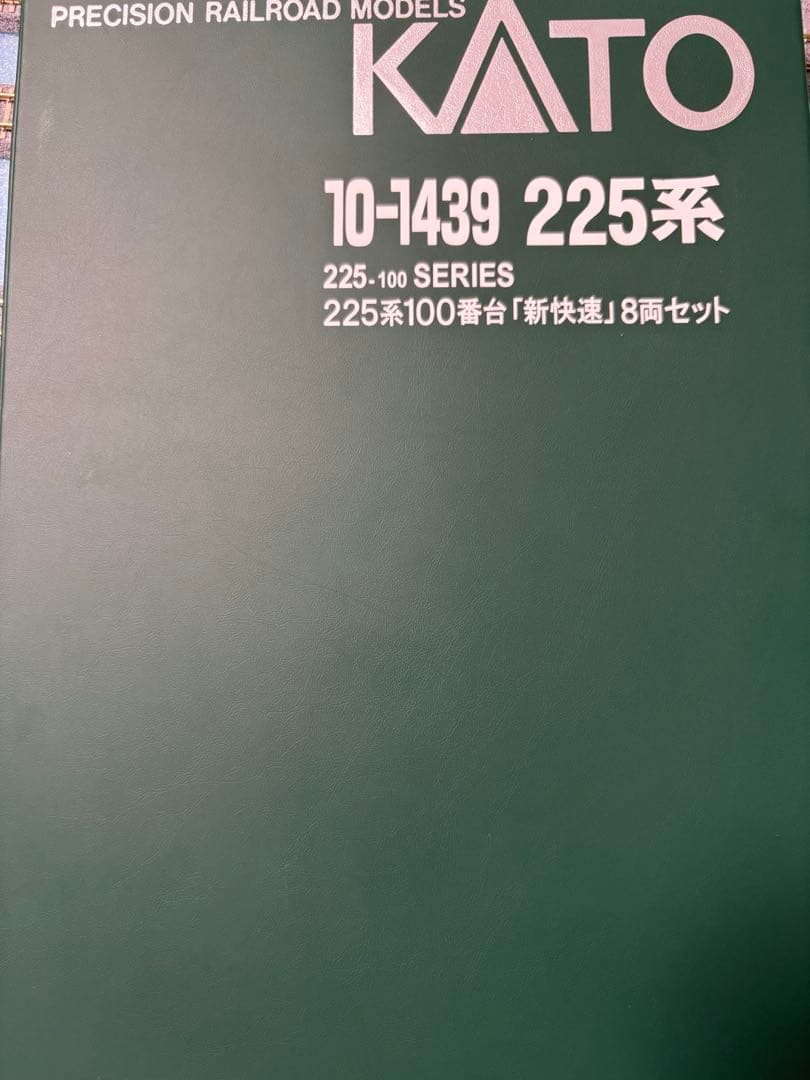 PRECISION RAILROAD MODELS
KATO
10-1439 225系
225-100 SERIES
225系100番台「新快速」8両セット